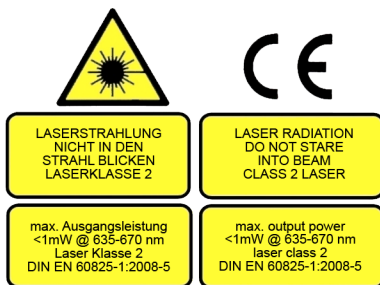 CE
LASERSTRAHLUNG
NICHT IN DEN
STRAHL BLICKEN
LASERKLASSE 2
LASER RADIATION
DO NOT STARE
INTO BEAM
CLASS 2 LASER
max. Ausgangsleistung
<1mW @ 635-670 nm
Laser Klasse 2
DIN EN 60825-1:2008-5
max. output power
<1mW @ 635-670 nm
laser class 2
DIN EN 60825-1:2008-5